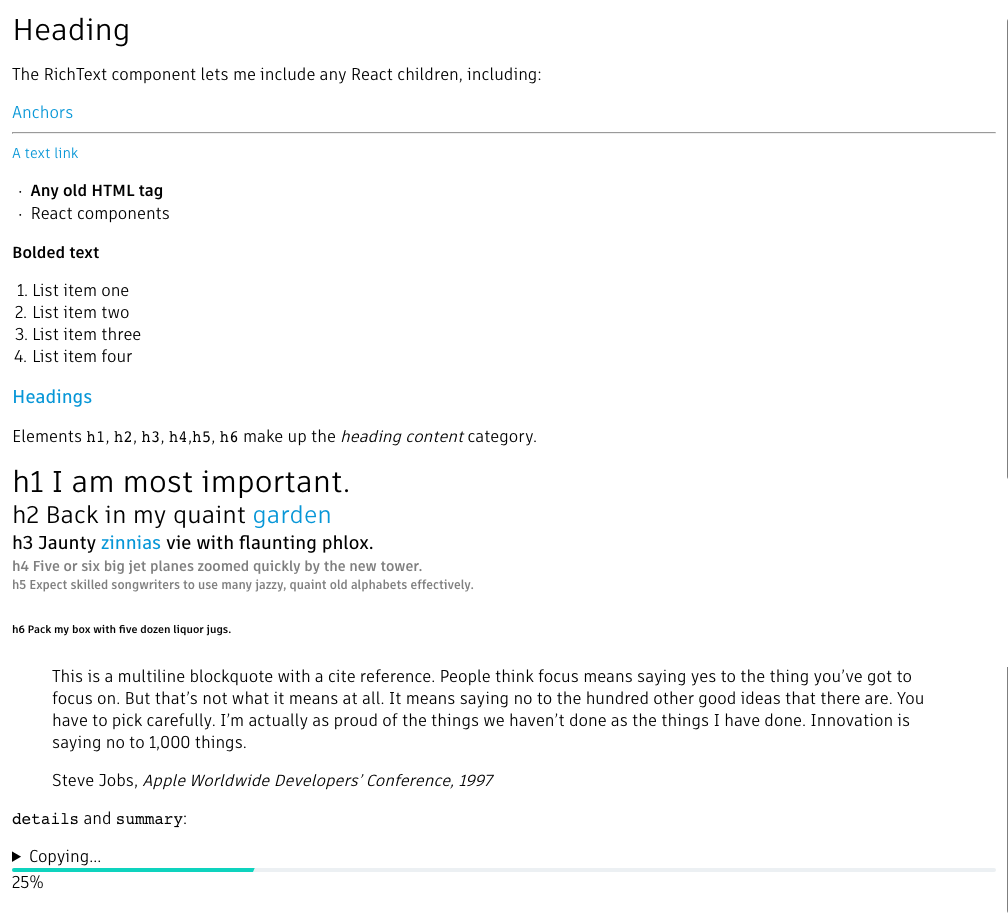 Heading
The RichText component lets me include any React children, including:
Anchors
A text link
· Any old HTML tag
· React components
Bolded text
1. List item one
2. List item two
3. List item three
4. List item four
Headings
Elements h1, h2, h3, h4,h5, h6 make up the heading content category.
h1 I am most important.
h2 Back in my quaint garden
h3 Jaunty zinnias vie with flaunting phlox.
h4 Five or six big jet planes zoomed quickly by the new tower.
h5 Expect skilled songwriters to use many jazzy, quaint old alphabets effectively.
h6 Pack my box with five dozen liquor jugs.
This is a multiline blockquote with a cite reference. People think focus means saying yes to the thing you’ve got to
focus on. But that’s not what it means at all. It means saying no to the hundred other good ideas that there are. You
have to pick carefully. I’m actually as proud of the things we haven’t done as the things I have done. Innovation is
saying no to 1,000 things.
Steve Jobs, Apple Worldwide Developers’ Conference, 1997
details and summary:
Copying...
25%